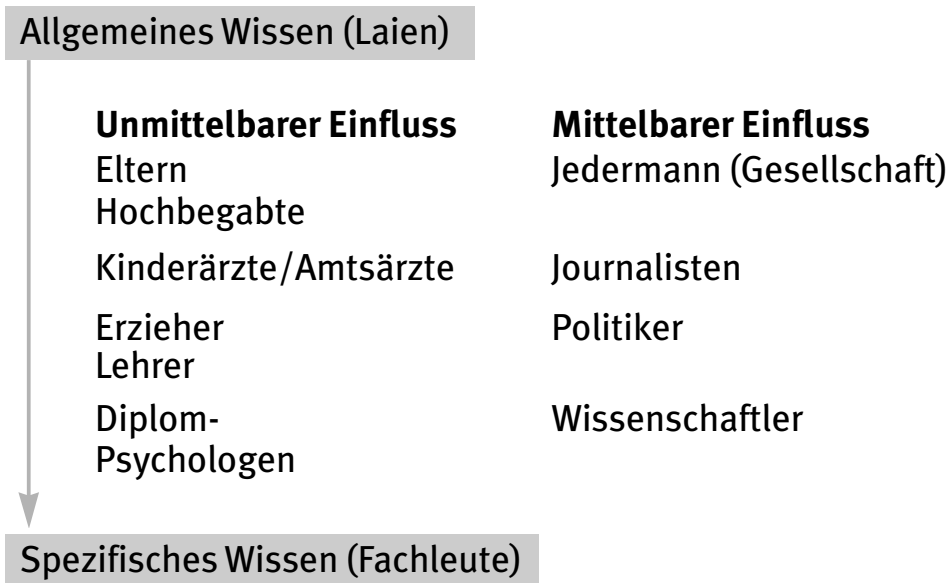 Allgemeines Wissen (Laien)
Unmittelbarer Einfluss
Mittelbarer Einfluss
Eltern
Jedermann (Gesellschaft)
Hochbegabte
Kinderärzte/Amtsärzte
Journalisten
Erzieher
Politiker
Lehrer
Diplom-
Wissenschaftler
Psychologen
Spezifisches Wissen (Fachleute)